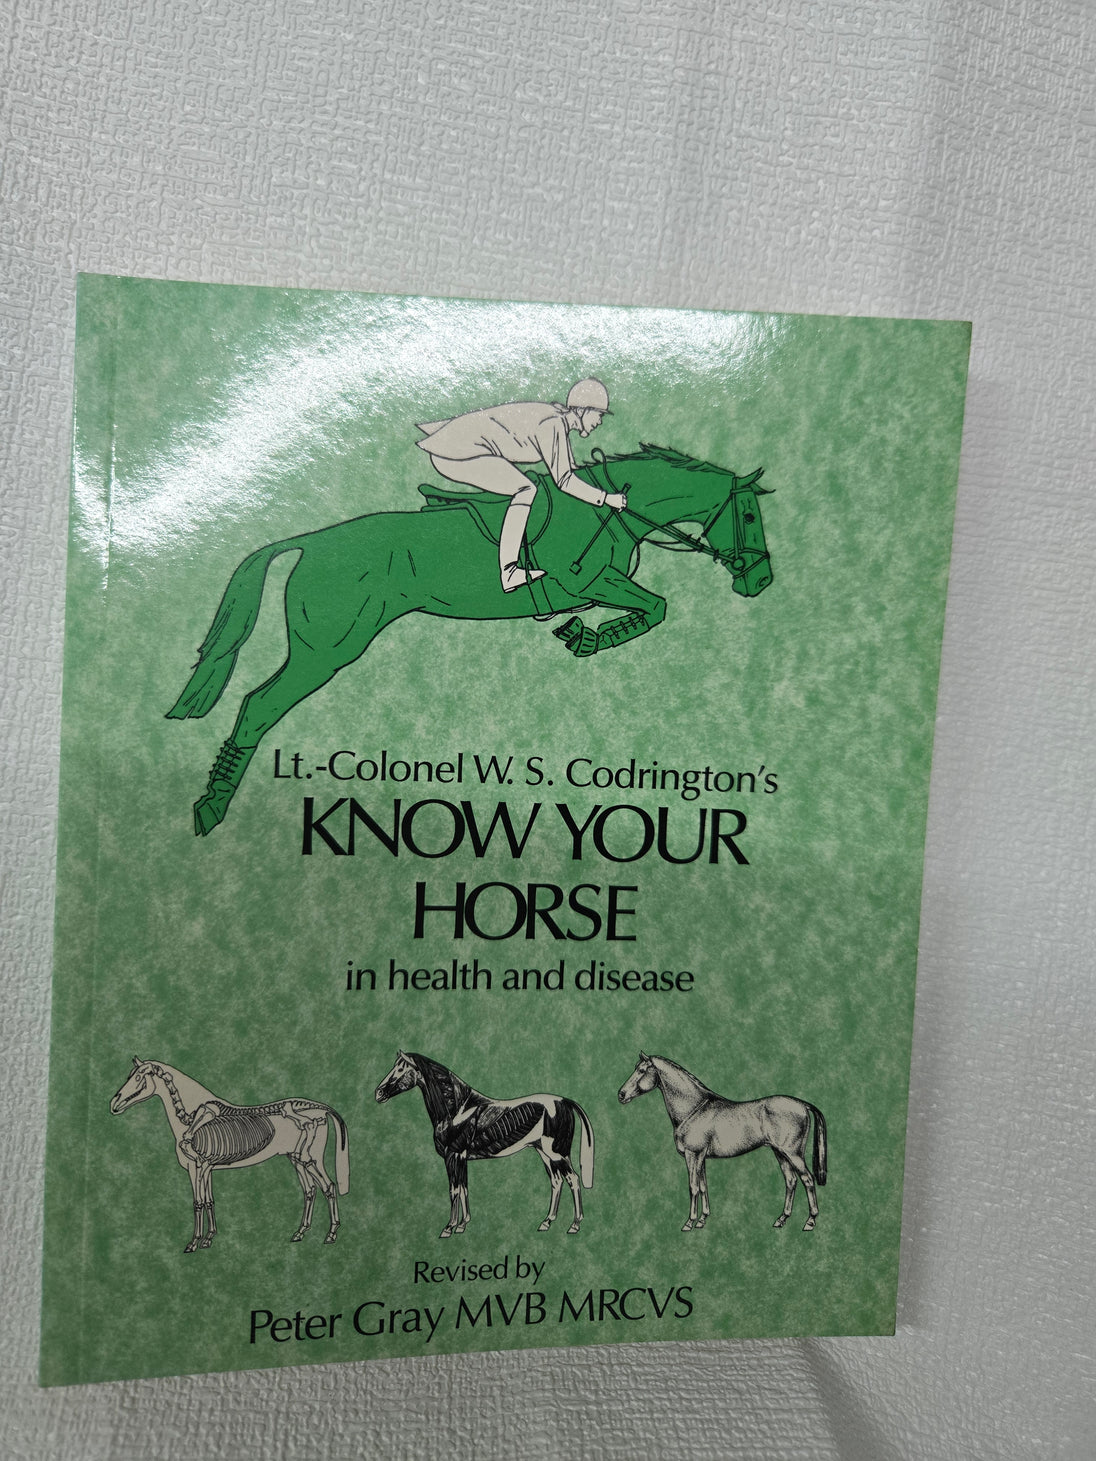 Lt.-Colonel W. S. Codrington's
KNOW YOUR
HORSE
in health and disease
Revised by
Peter Gray MVB MRCVS